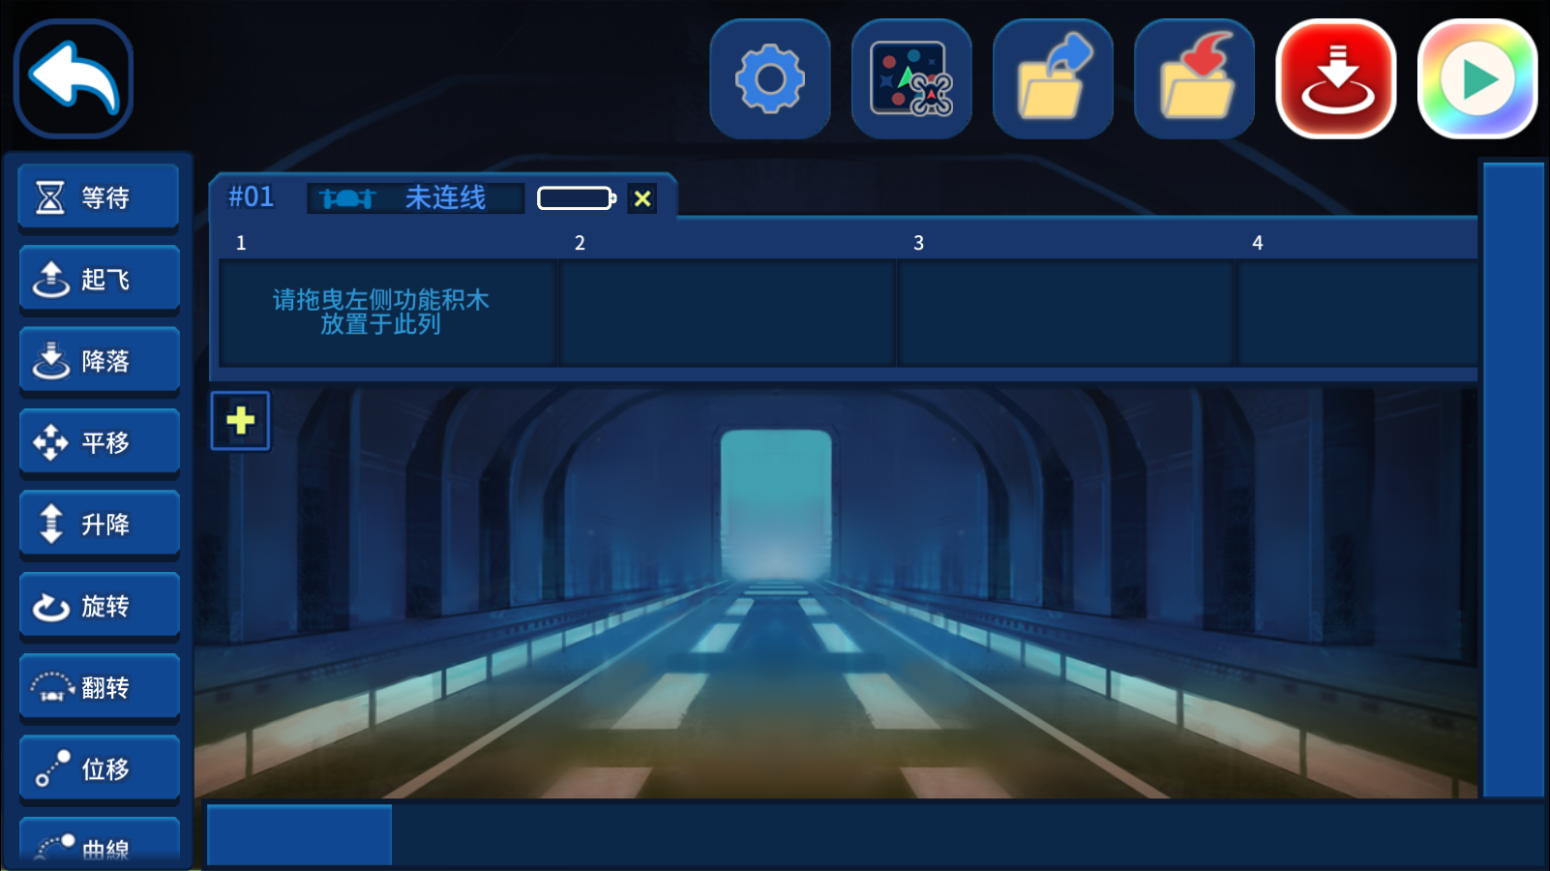 等待
起飞
降落
平移
升降
旋转
翻转
位移
曲線
#01 未连线
1 2 3 4
请拖曳左侧功能积木
放置于此列